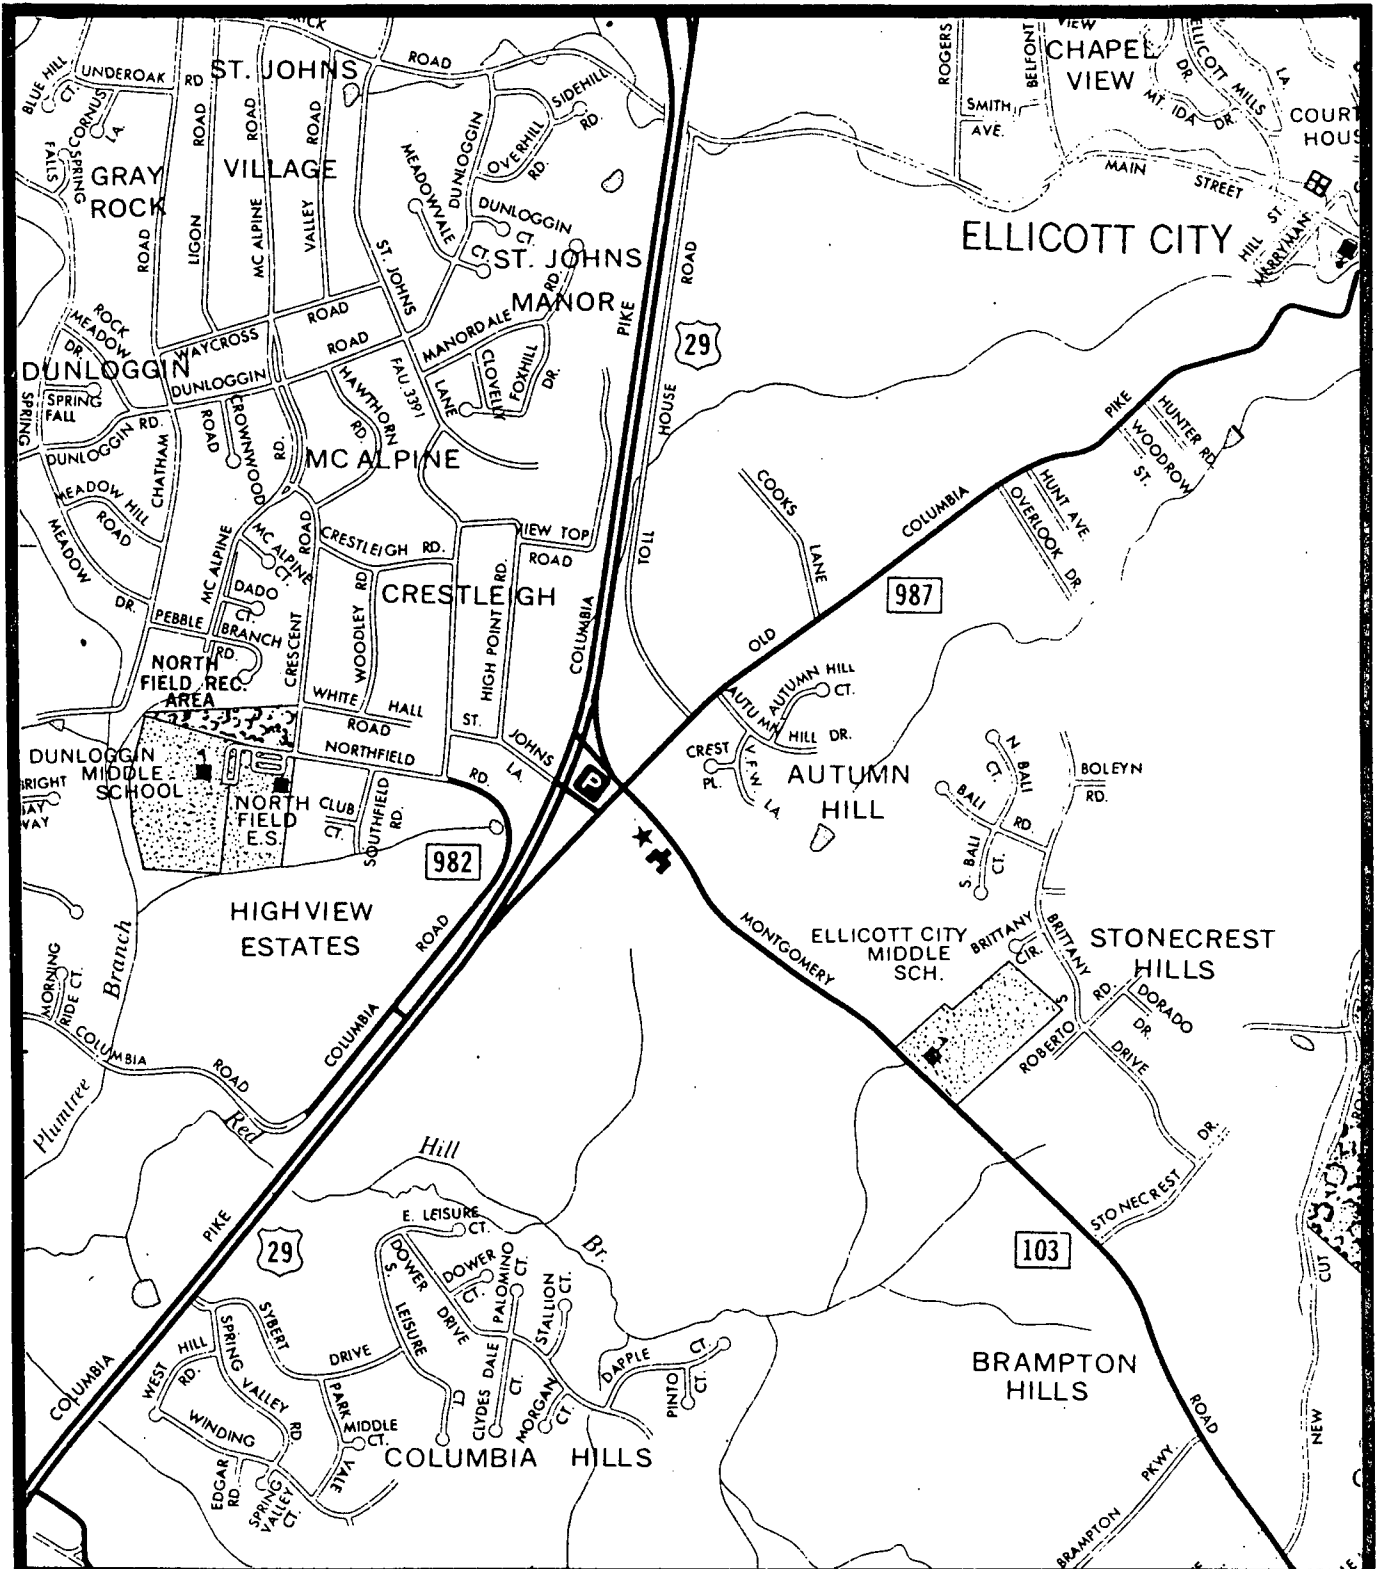 RICK
ST. JOHNS
ROAD
UNDEROAK RD
BLUE HILL CT.
CORNUS LA.
FALLS
SPRING
GRAY
ROCK
ROAD
LIGON ROAD
MC ALPINE ROAD
VALLEY ROAD
VILLAGE
ST. JOHNS
MEADOWVALE CT.
DUNLOGGIN
OVERHILL RD.
SIDEHILL RD.
DUNLOGGIN CT.
ST. JOHNS
MANOR
RD.
MANORDALE
CLOVELLY
FOXHILL DR.
LANE
FAU.3391
ROCK MEADOW DR.
DUNLOGGIN
SPRING
FALL
SPRING
WAYCROSS ROAD
DUNLOGGIN ROAD
DUNLOGGIN RD.
CROWNWOOD ROAD
RD.
HAWTHORN RD.
MC ALPINE
CHATHAM
MEADOW HILL ROAD
MEADOW DR.
MC ALPINE
MC ALPINE CT.
ROAD
CRESCENT
CRESTLEIGH RD.
CRESTLEIGH
VIEW TOP
ROAD
HIGH POINT RD.
WOODLEY RD
DADO CT.
PEBBLE BRANCH RD.
NORTH
FIELD REC.
AREA
WHITE HALL
ROAD
ST. JOHNS LA.
NORTHFIELD RD
DUNLOGGIN
MIDDLE
SCHOOL
NORTH
FIELD
E.S.
CLUB CT.
SOUTHFIELD RD.
BRIGHT
BAY
WAY
982
HIGHVIEW
ESTATES
Plumtree Branch
MORNING
RIDE CT.
COLUMBIA ROAD
COLUMBIA ROAD
Red Hill Br.
PIKE
29
COLUMBIA PIKE
COLUMBIA
TOLL HOUSE ROAD
ROGERS
BELFONT
VIEW
CHAPEL
VIEW
SMITH
AVE.
ELLICOTT MILLS
DR.
LA
MT. IDA DR.
COURT
HOUS
MAIN STREET
ELLICOTT CITY
HILL ST.
MERRYMAN
PIKE
HUNTER RD.
WOODROW ST.
HUNT AVE.
OVERLOOK DR.
OLD COLUMBIA
COOKS LANE
987
AUTUMN HILL DR.
AUTUMN HILL
CT.
CREST
PL.
V F W LA.
AUTUMN
HILL
P
N. BALI CT.
BALI RD.
S. BALI CT.
BOLEYN
RD.
MONTGOMERY
ELLICOTT CITY
MIDDLE
SCH.
BRITTANY CIR.
BRITTANY
STONECREST
HILLS
S
ROBERTO RD.
DORADO DR.
DRIVE
STONECREST DR.
103
ROAD
NEW CUT
BRAMPTON
HILLS
BRAMPTON PKWY.
E. LEISURE
CT.
DOWER DRIVE
DOWER CT.
S. LEISURE CT
PALOMINO CT.
STALLION CT.
CLYDES DALE CT.
MORGAN CT.
DAPPLE CT.
PINTO CT.
SYBERT DRIVE
SPRING VALLEY RD
WEST HILL RD.
WINDING
PARK VALE
MIDDLE
CT.
EDGAR
RD.
SPRING
VALLEY
CT.
COLUMBIA HILLS